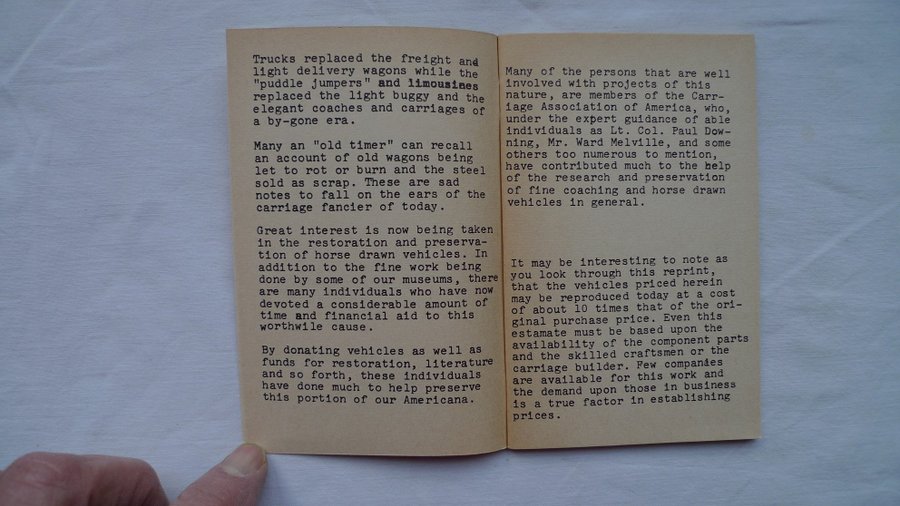 Trucks replaced the freight and
light delivery wagons while the
"puddle jumpers" and limousines
replaced the light buggy and the
elegant coaches and carriages of
a by-gone era.
Many an "old timer" can recall
an account of old wagons being
let to rot or burn and the steel
sold as scrap. These are sad
notes to fall on the ears of the
carriage fancier of today.
Great interest is now being taken
in the restoration and preserva-
tion of horse drawn vehicles. In
addition to the fine work being
done by some of our museums, there
are many individuals who have now
devoted a considerable amount of
time and financial aid to this
worthwile cause.
By donating vehicles as well as
funds for restoration, literature
and so forth, these individuals
have done much to help preserve
this portion of our Americana.
Many of the persons that are well
involved with projects of this
nature, are members of the Carr-
iage Association of America, who,
under the expert guidance of able
individuals as Lt. Col. Paul Dow-
ning, Mr. Ward Melville, and some
others too numerous to mention,
have contributed much to the help
of the research and preservation
of fine coaching and horse drawn
vehicles in general.
It may be interesting to note as
you look through this reprint,
that the vehicles priced herein
may be reproduced today at a cost
of about 10 times that of the ori-
ginal purchase price. Even this
estamate must be based upon the
availability of the component parts
and the skilled craftsmen or the
carriage builder. Few companies
are available for this work and
the demand upon those in business
is a true factor in establishing
prices.